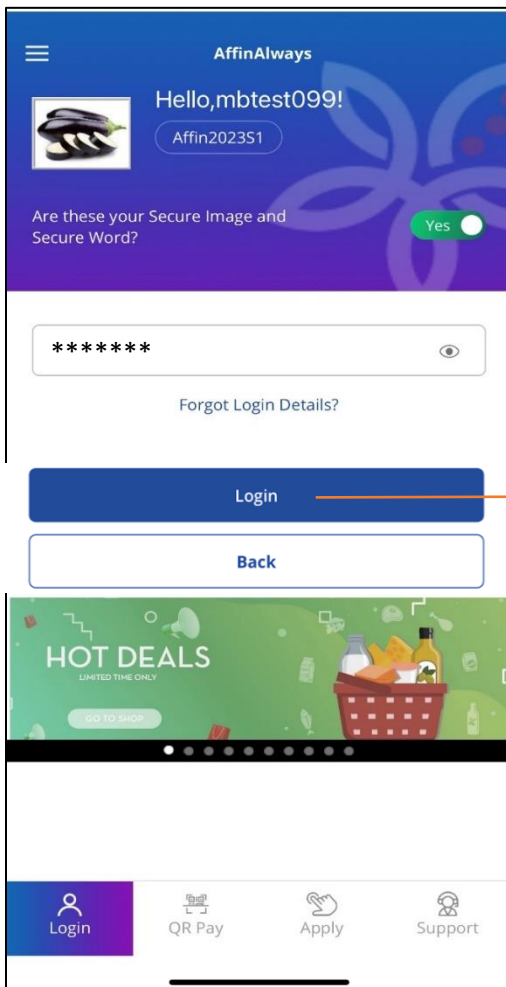 AffinAlways
Hello,mbtest099!
Affin2023S1
Are these your Secure Image and
Secure Word?
Yes
*******
Forgot Login Details?
Login
Back
HOT DEALS
LIMITED TIME ONLY
GO TO SHOP
Login
QR Pay
Apply
Support